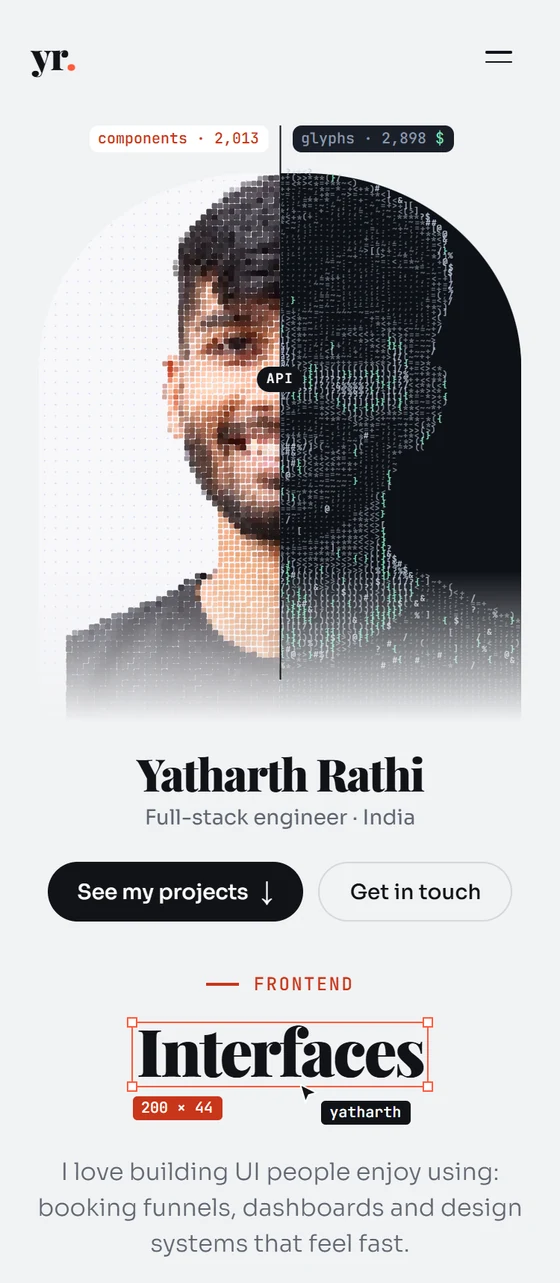 yr.
components · 2,013
glyphs · 2,898 $
API
Yatharth Rathi
Full-stack engineer · India
See my projects ↓
Get in touch
FRONTEND
Interfaces
200 × 44
yatharth
I love building UI people enjoy using:
booking funnels, dashboards and design
systems that feel fast.